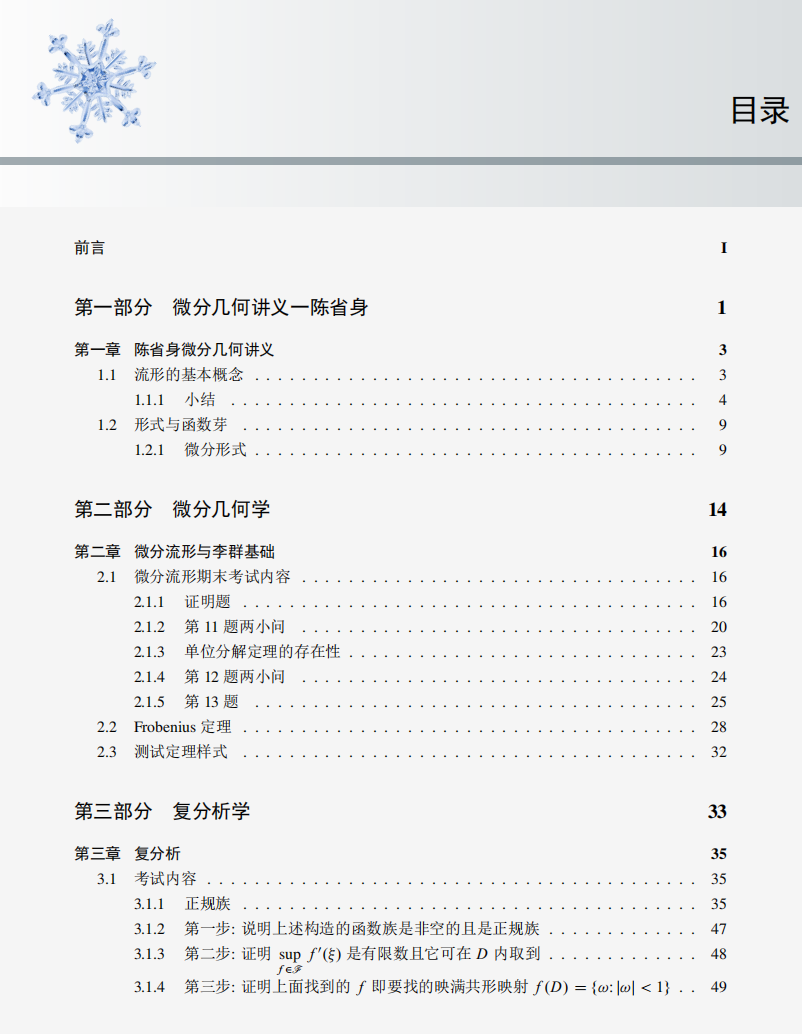 目录
前言 I
第一部分 微分几何讲义—陈省身 1
第一章 陈省身微分几何讲义 3
1.1 流形的基本概念 . . . . . . . . . . . . . . . . . . . . 3
1.1.1 小结 . . . . . . . . . . . . . . . . . . . . 4
1.2 形式与函数芽 . . . . . . . . . . . . . . . . . . . . 9
1.2.1 微分形式 . . . . . . . . . . . . . . . . . . . . 9
第二部分 微分几何学 14
第二章 微分流形与李群基础 16
2.1 微分流形期末考试内容 . . . . . . . . . . . . . . . . . . . . 16
2.1.1 证明题 . . . . . . . . . . . . . . . . . . . . 16
2.1.2 第 11 题两小问 . . . . . . . . . . . . . . . . . . . . 20
2.1.3 单位分解定理的存在性 . . . . . . . . . . . . . . . . . . . . 23
2.1.4 第 12 题两小问 . . . . . . . . . . . . . . . . . . . . 24
2.1.5 第 13 题 . . . . . . . . . . . . . . . . . . . . 25
2.2 Frobenius 定理 . . . . . . . . . . . . . . . . . . . . 28
2.3 测试定理样式 . . . . . . . . . . . . . . . . . . . . 32
第三部分 复分析学 33
第三章 复分析 35
3.1 考试内容 . . . . . . . . . . . . . . . . . . . . 35
3.1.1 正规族 . . . . . . . . . . . . . . . . . . . . 35
3.1.2 第一步: 说明上述构造的函数族是非空的且是正规族 . . . . . . . . . . . . . 47
3.1.3 第二步: 证明 sup f∈ℱ f′(ξ) 是有限数且它可在 D 内取到 . . . . . . . . . . . . . 48
3.1.4 第三步: 证明上面找到的 f 即要找的映满共形映射 f(D) = {ω: |ω| < 1} . . 49